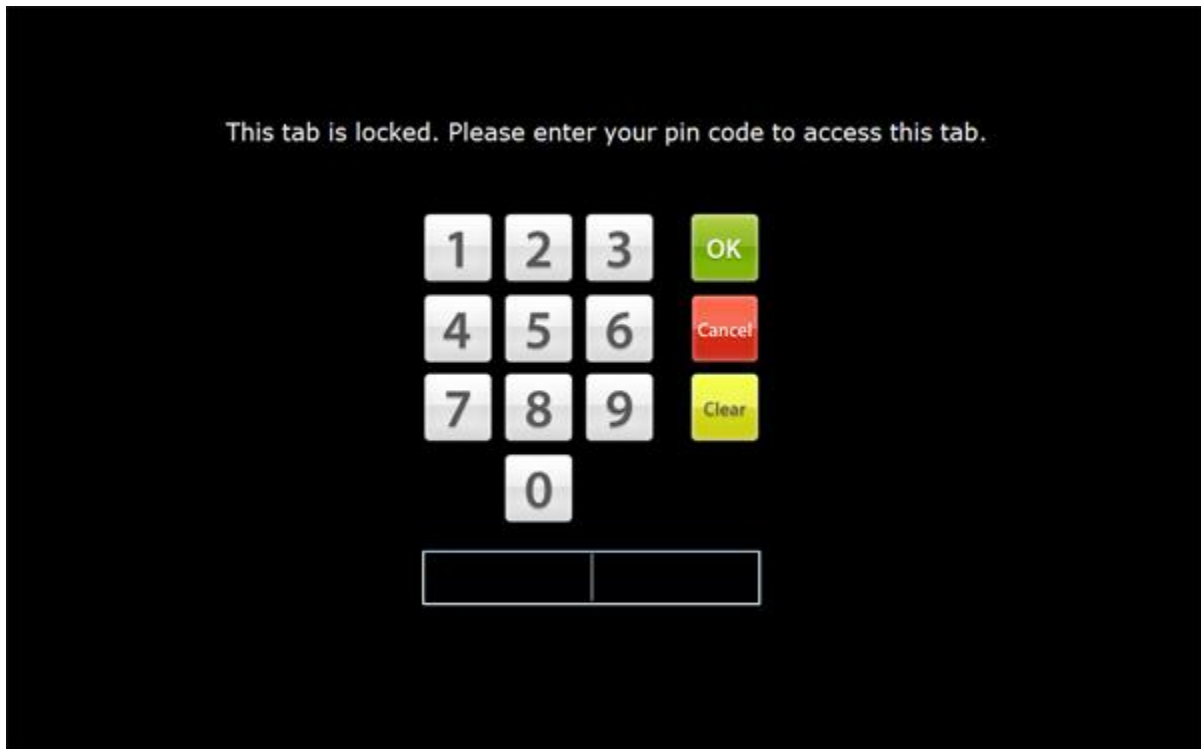 This tab is locked. Please enter your pin code to access this tab.
1 2 3 OK
4 5 6 Cancel
7 8 9 Clear
0